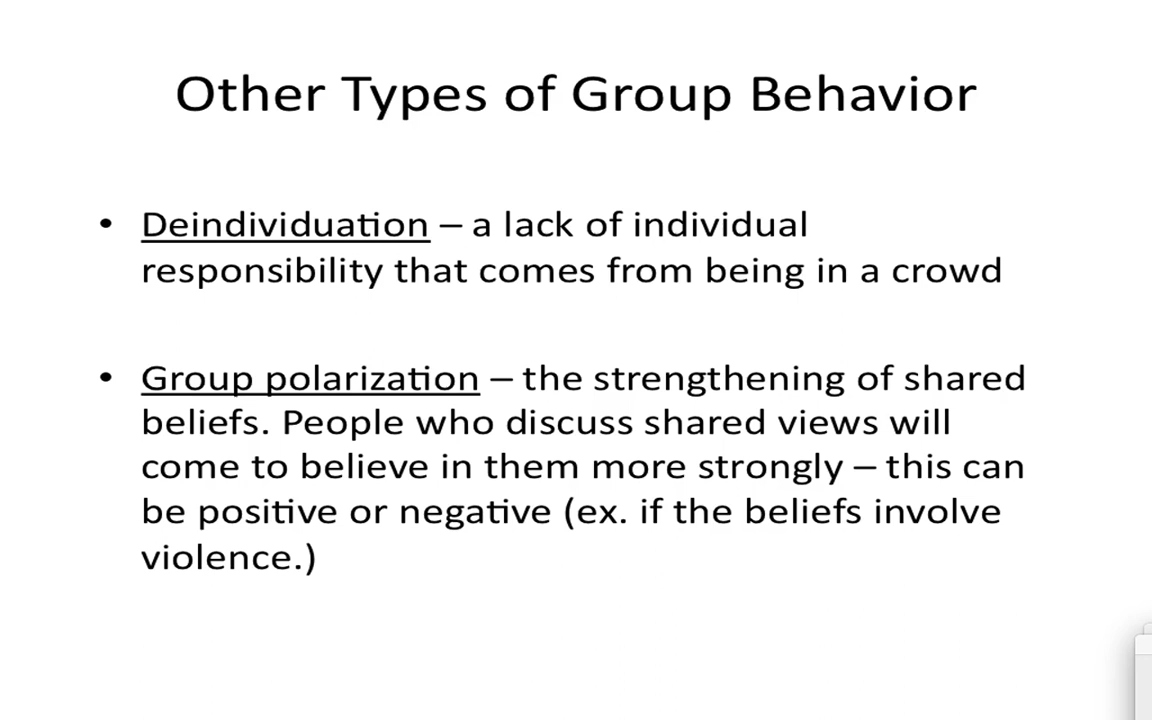 Other Types of Group Behavior
• Deindividuation – a lack of individual
responsibility that comes from being in a crowd
• Group polarization – the strengthening of shared
beliefs. People who discuss shared views will
come to believe in them more strongly – this can
be positive or negative (ex. if the beliefs involve
violence.)